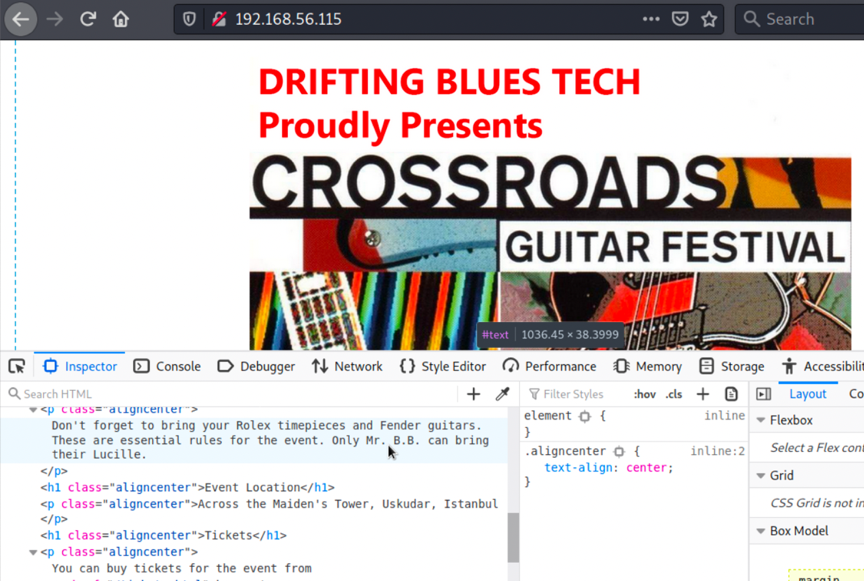 192.168.56.115
Search
DRIFTING BLUES TECH
Proudly Presents
CROSSROADS
GUITAR FESTIVAL
#text 1036.45 × 38.3999
Inspector Console Debugger Network Style Editor Performance Memory Storage
Search HTML
<p class="aligncenter">
Don't forget to bring your Rolex timepieces and Fender guitars.
These are essential rules for the event. Only Mr. B.B. can bring
their Lucille.
</p>
<h1 class="aligncenter">Event Location</h1>
<p class="aligncenter">Across the Maiden's Tower, Uskudar, Istanbul
</p>
<h1 class="aligncenter">Tickets</h1>
<p class="aligncenter">
You can buy tickets for the event from
Filter Styles :hov .cls
element { inline
}
.aligncenter { inline:2
text-align: center;
}
Layout
Flexbox
Select a Flex cont
Grid
CSS Grid is not in
Box Model
margin